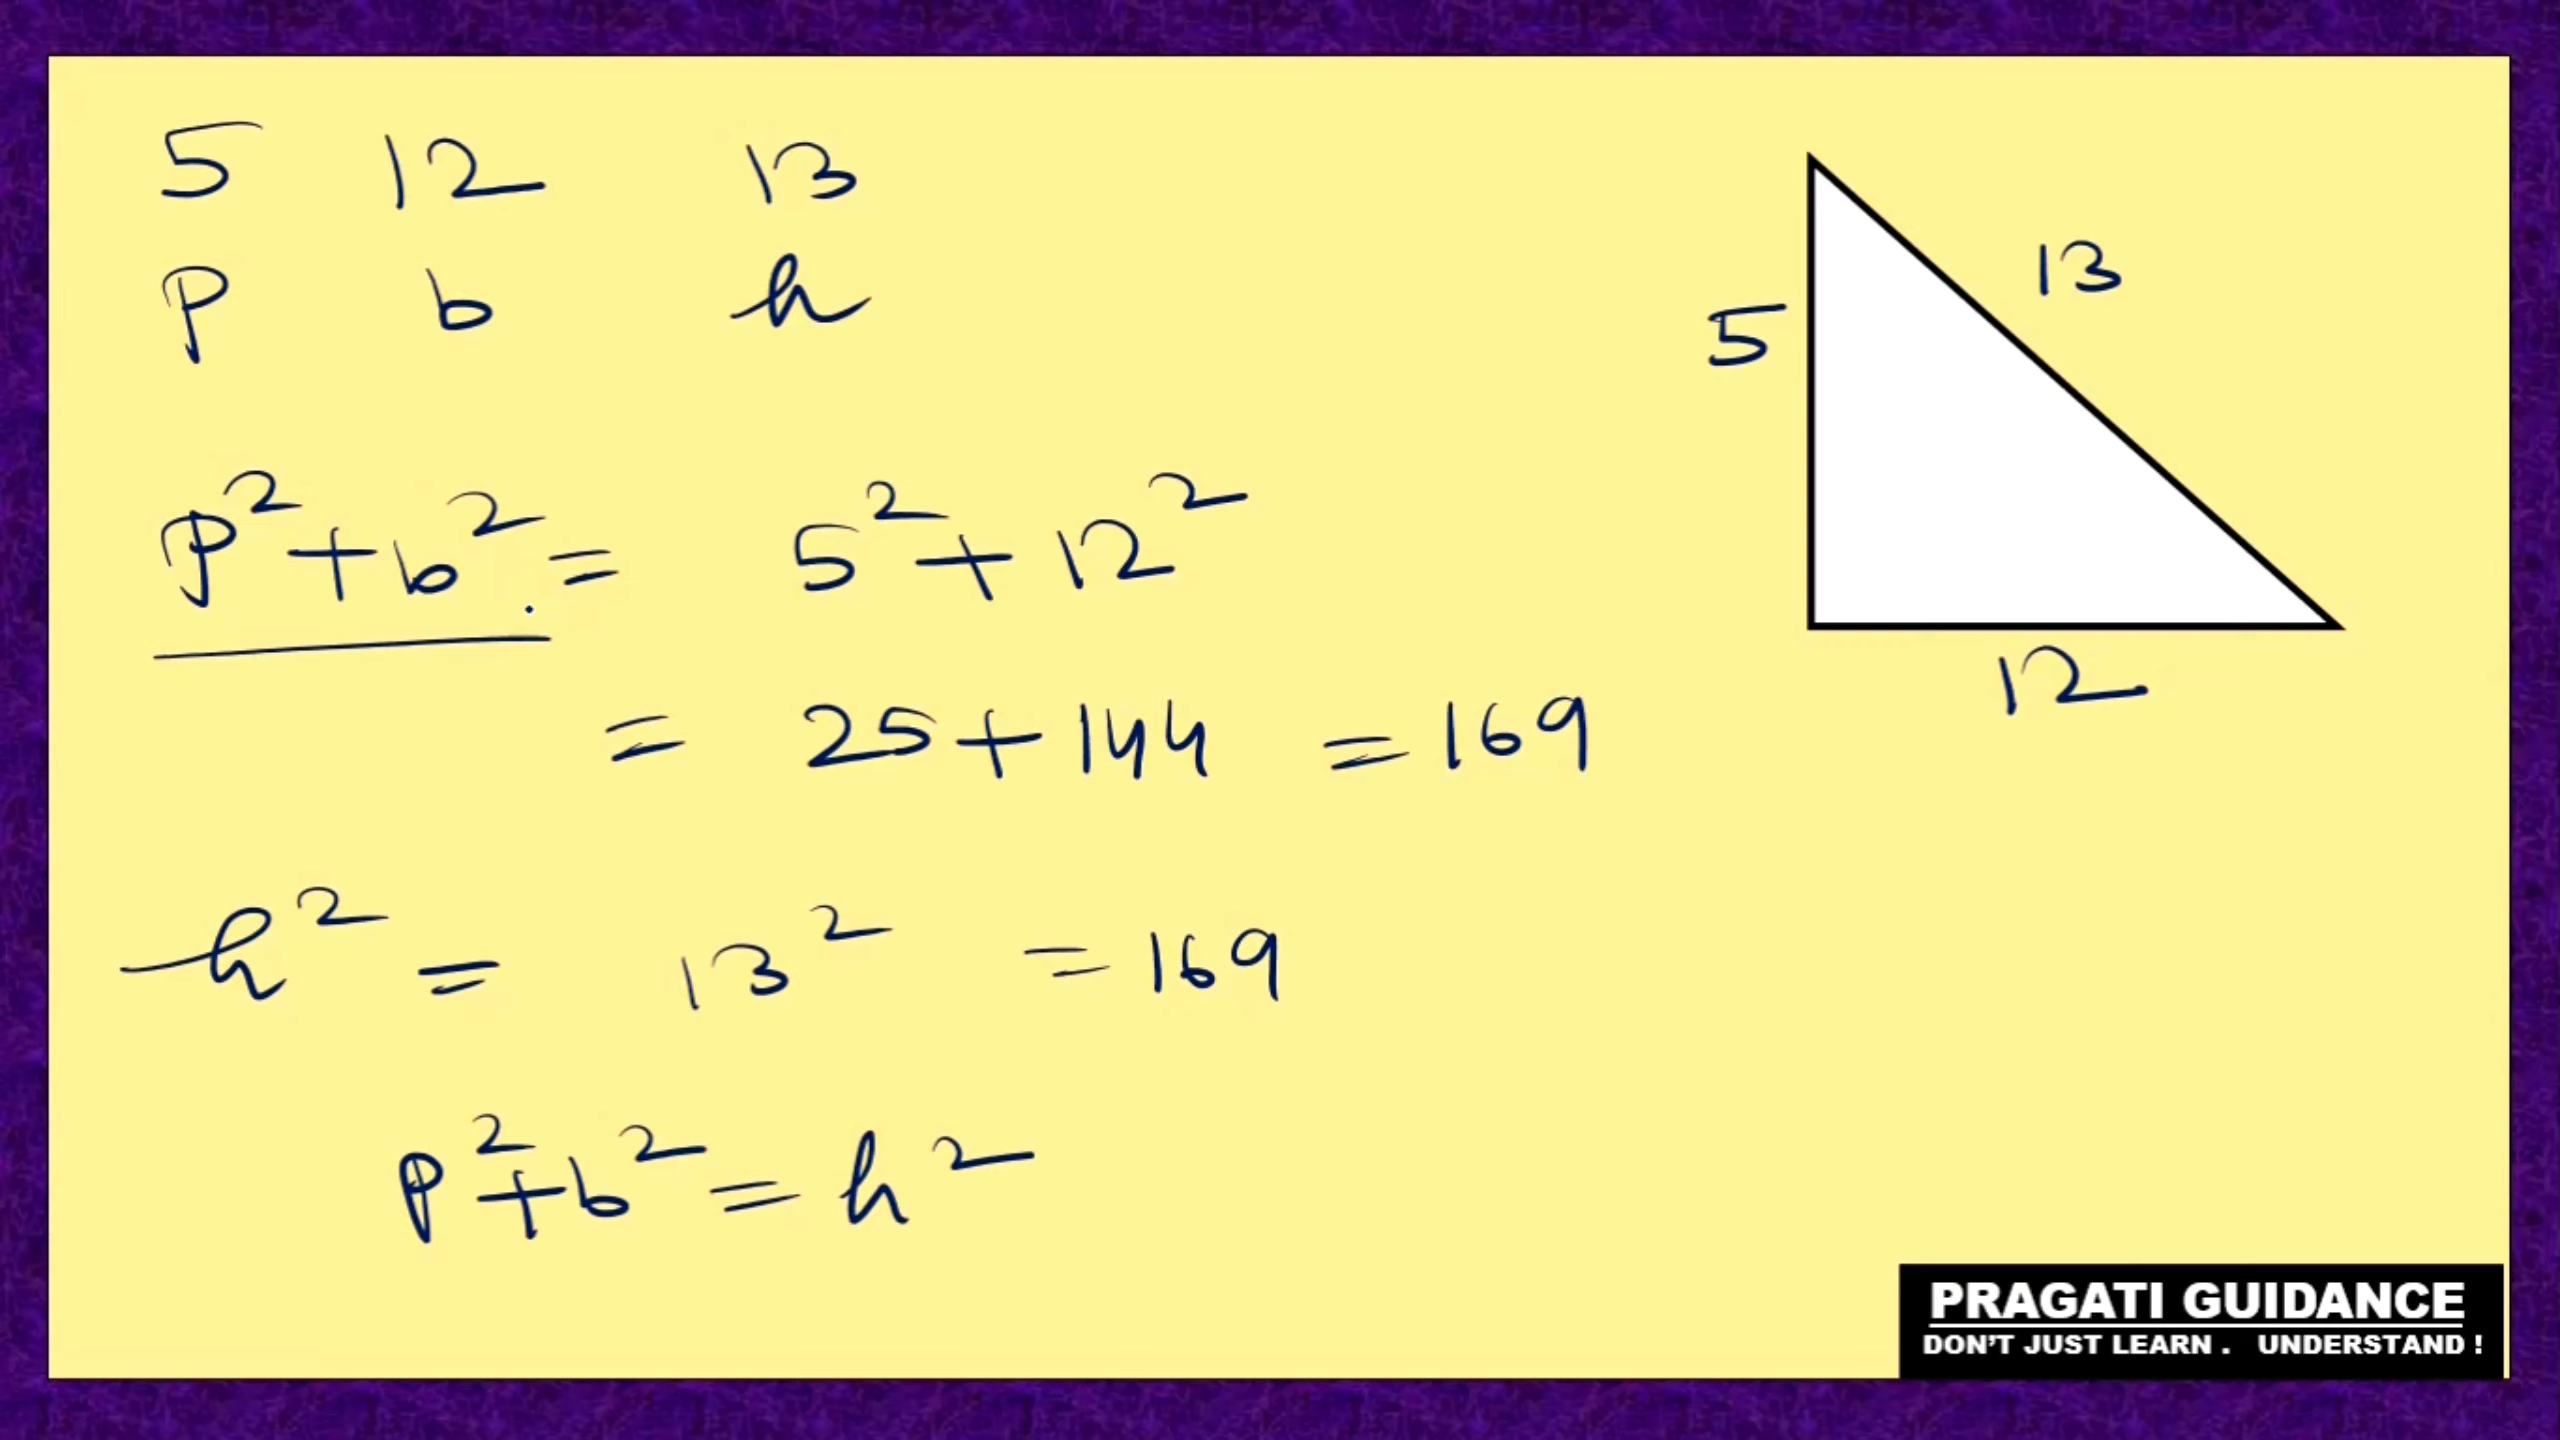 5 12 13
P b h
P² + b² = 5² + 12²
= 25 + 144 = 169
h² = 13² = 169
P² + b² = h²
5
13
12
PRAGATI GUIDANCE
DON'T JUST LEARN . UNDERSTAND !